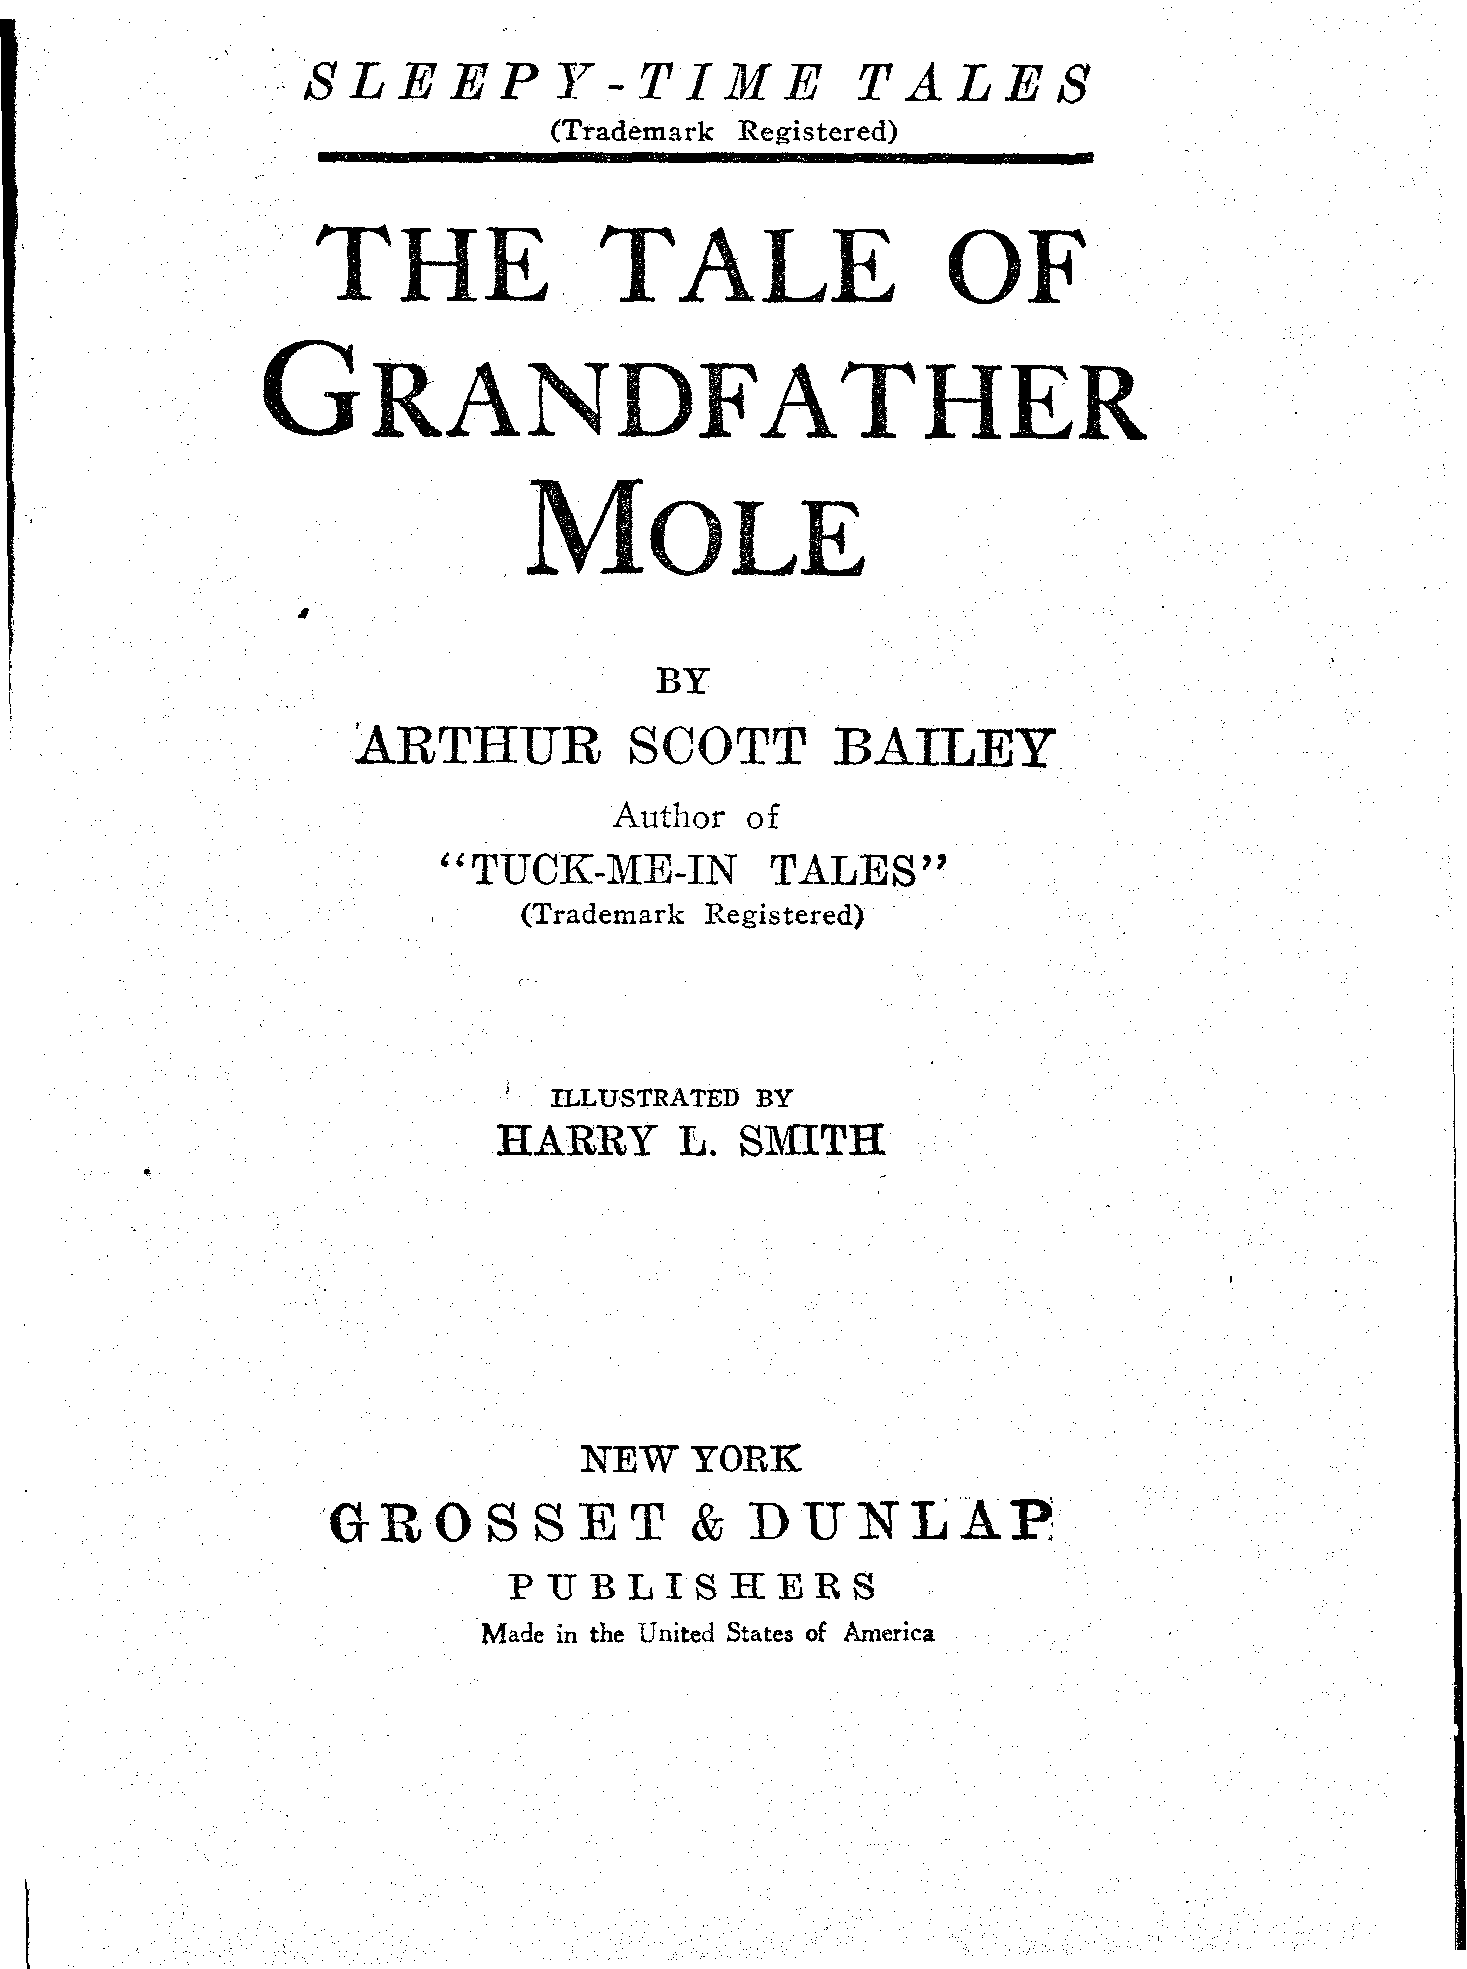 SLEEPY-TIME TALES
(Trademark Registered)
THE TALE OF
GRANDFATHER
MOLE
BY
ARTHUR SCOTT BAILEY
Author of
“TUCK-ME-IN TALES”
(Trademark Registered)
ILLUSTRATED BY
HARRY L. SMITH
NEW YORK
GROSSET & DUNLAP
PUBLISHERS
Made in the United States of America